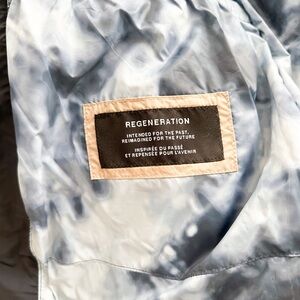 REGENERATION
INTENDED FOR THE PAST,
REIMAGINED FOR THE FUTURE
INSPIRÉE DU PASSÉ
ET REPENSÉE POUR L'AVENIR